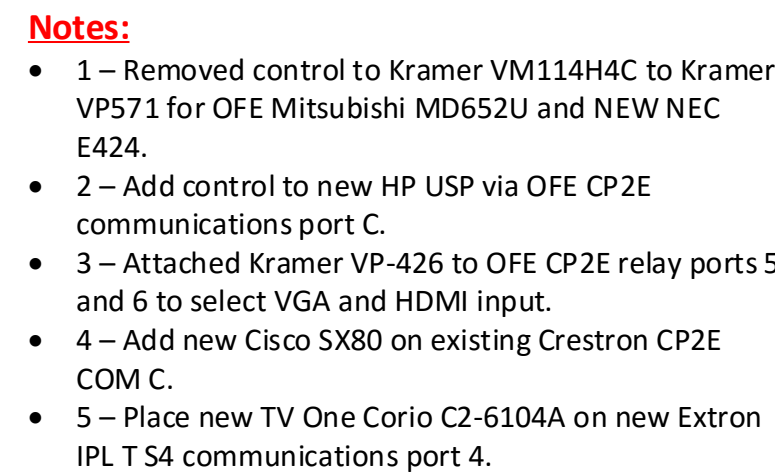 Notes:
• 1 – Removed control to Kramer VM114H4C to Kramer
VP571 for OFE Mitsubishi MD652U and NEW NEC
E424.
• 2 – Add control to new HP USP via OFE CP2E
communications port C.
• 3 – Attached Kramer VP-426 to OFE CP2E relay ports 5
and 6 to select VGA and HDMI input.
• 4 – Add new Cisco SX80 on existing Crestron CP2E
COM C.
• 5 – Place new TV One Corio C2-6104A on new Extron
IPL T S4 communications port 4.